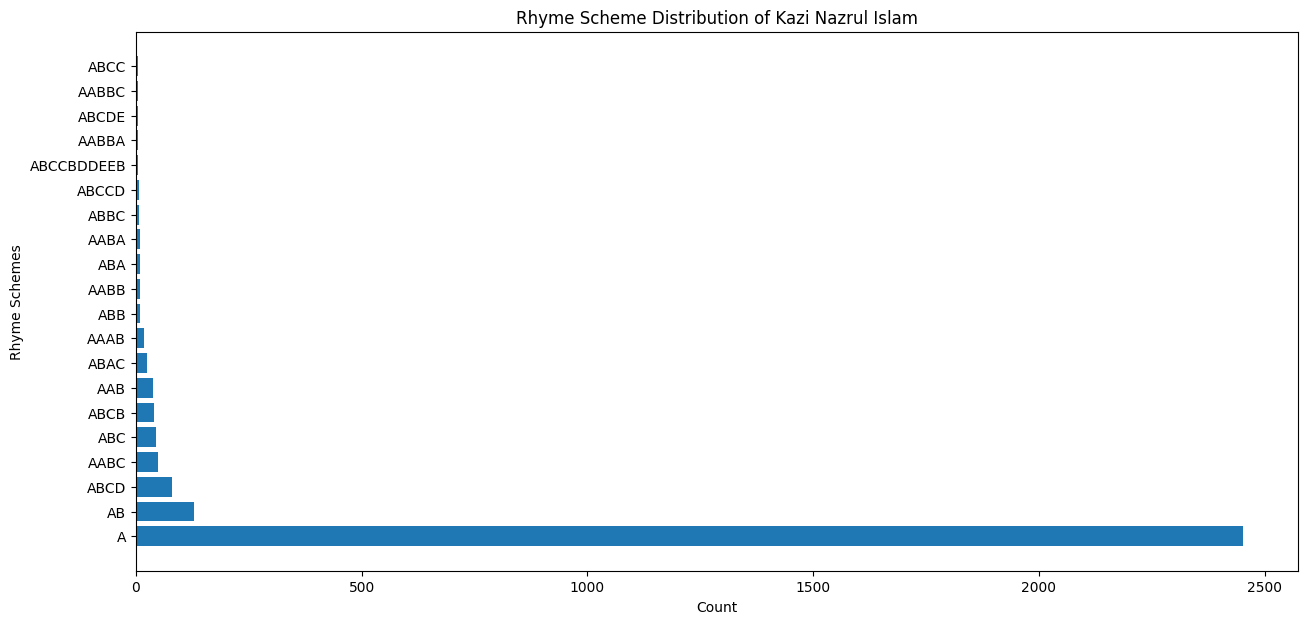 Rhyme Scheme Distribution of Kazi Nazrul Islam
Rhyme Schemes
ABCC
AABBC
ABCDE
AABBA
ABCCBDDEEB
ABCCD
ABBC
AABA
ABA
AABB
ABB
AAAB
ABAC
AAB
ABCB
ABC
AABC
ABCD
AB
A
0 500 1000 1500 2000 2500
Count